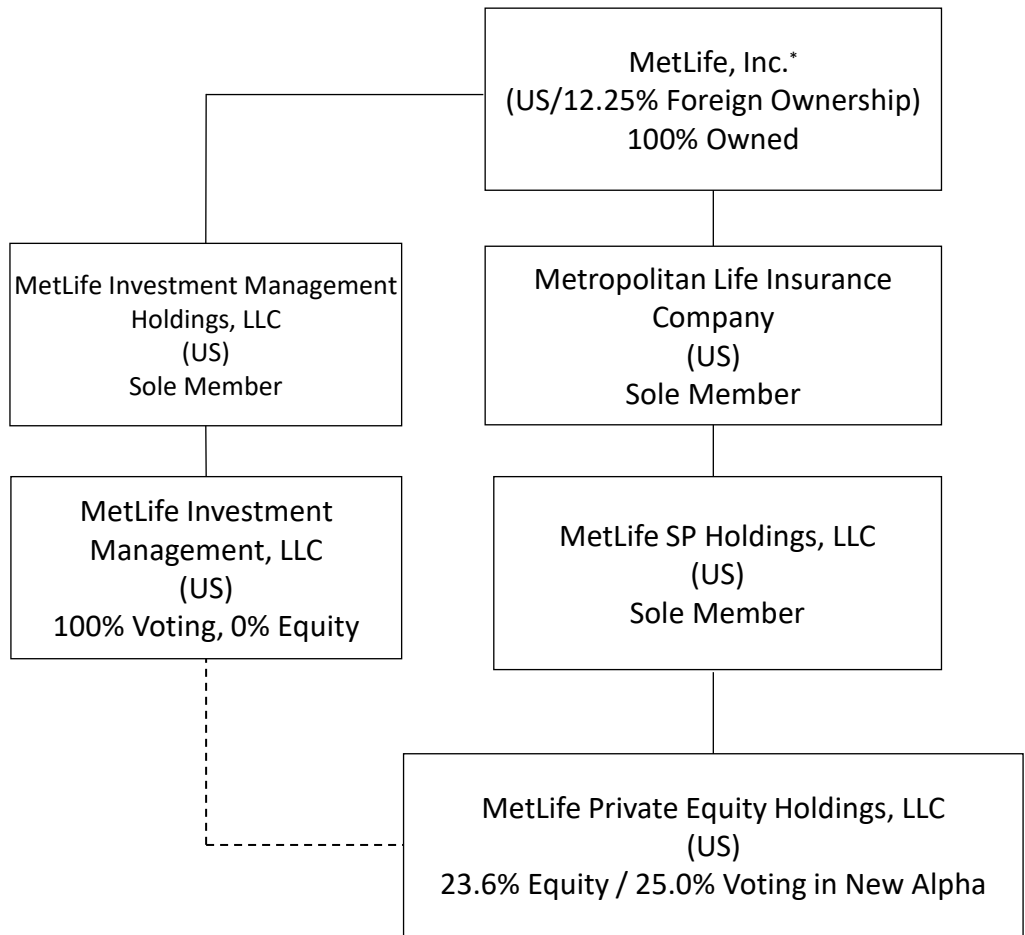 MetLife, Inc.*
(US/12.25% Foreign Ownership)
100% Owned
MetLife Investment Management
Holdings, LLC
(US)
Sole Member
Metropolitan Life Insurance
Company
(US)
Sole Member
MetLife Investment
Management, LLC
(US)
100% Voting, 0% Equity
MetLife SP Holdings, LLC
(US)
Sole Member
MetLife Private Equity Holdings, LLC
(US)
23.6% Equity / 25.0% Voting in New Alpha